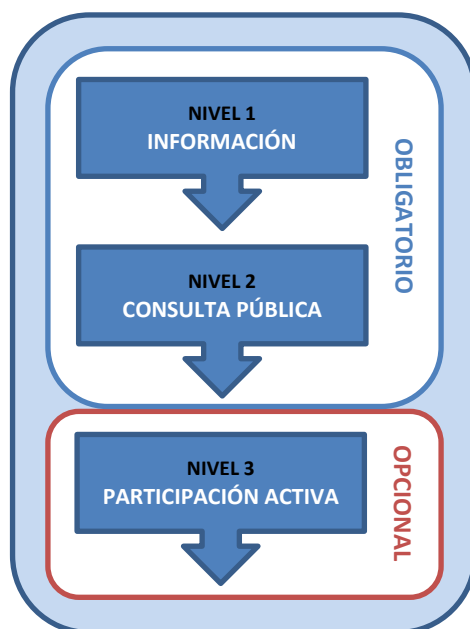 NIVEL 1
INFORMACIÓN
OBLIGATORIO
NIVEL 2
CONSULTA PÚBLICA
NIVEL 3
PARTICIPACIÓN ACTIVA
OPCIONAL